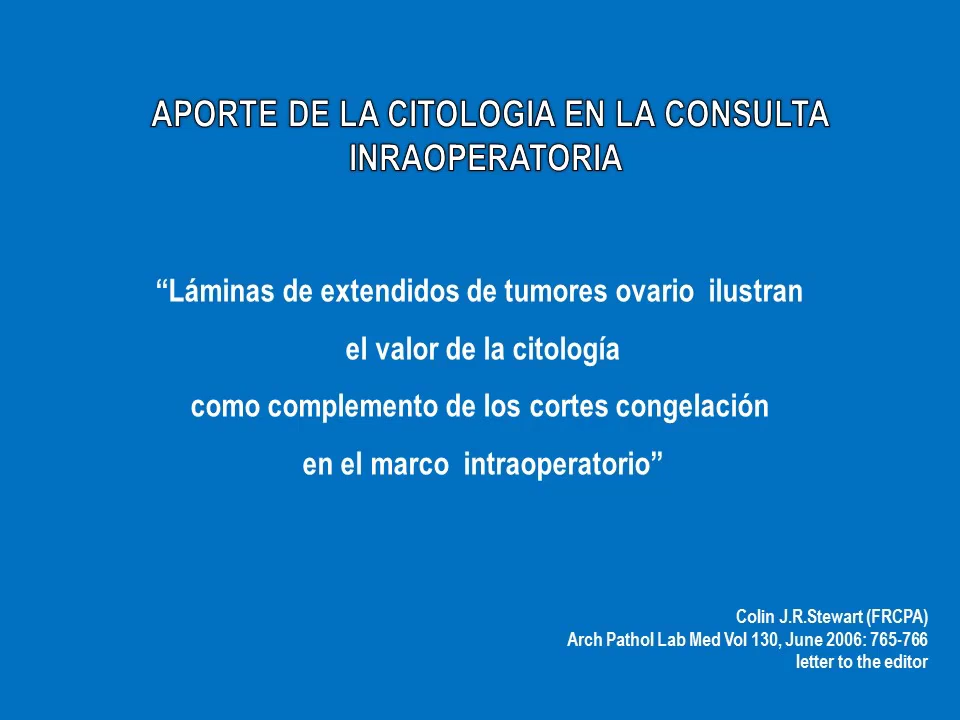 APORTE DE LA CITOLOGIA EN LA CONSULTA
INRAOPERATORIA
“Láminas de extendidos de tumores ovario ilustran
el valor de la citología
como complemento de los cortes congelación
en el marco intraoperatorio”
Colin J.R.Stewart (FRCPA)
Arch Pathol Lab Med Vol 130, June 2006: 765-766
letter to the editor